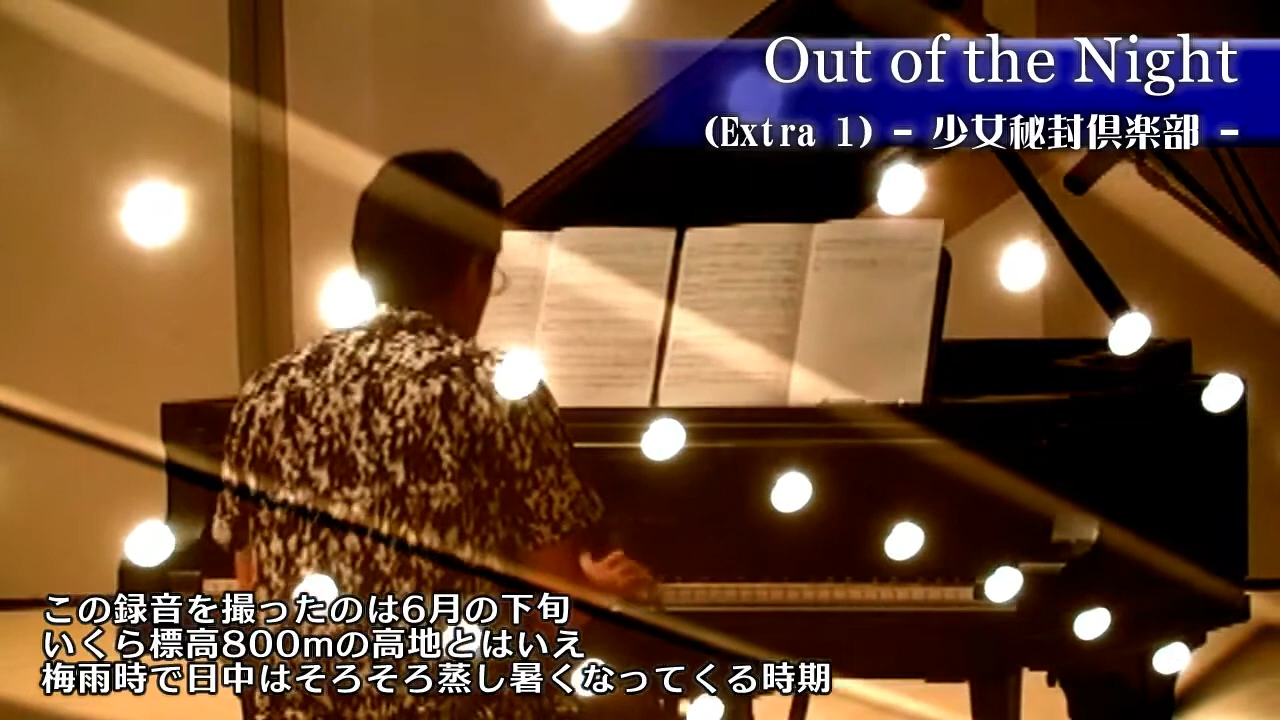 Out of the Night
(Extra 1) - 少女秘封倶楽部 -
この録音を撮ったのは6月の下旬
いくら標高800mの高地とはいえ
梅雨時で日中はそろそろ蒸し暑くなってくる時期